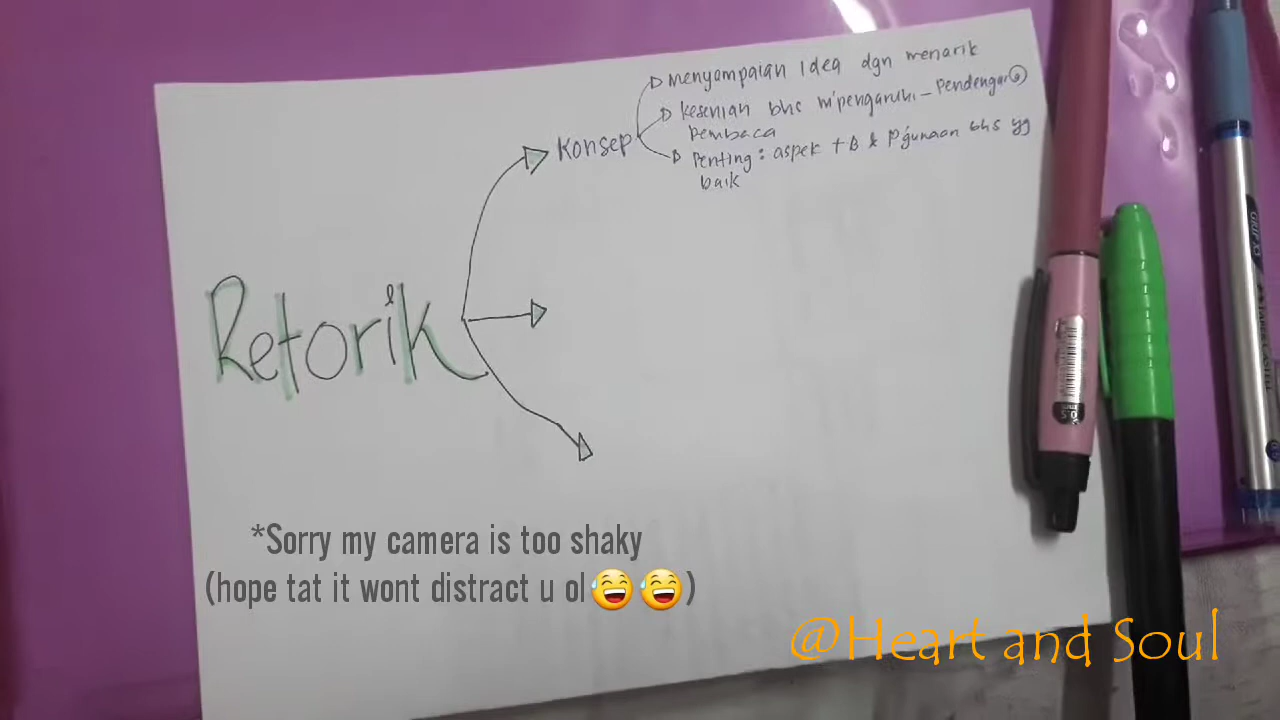 menyampaian idea dgn menarik
Konsep
kesenian bhs m'pengaruhi - Pendengar@
Pembaca
Penting: aspek tB & p'gunaan bhs yg
baik
Retorik
*Sorry my camera is too shaky
(hope tat it wont distract u ol😅😅)
@Heart and Soul